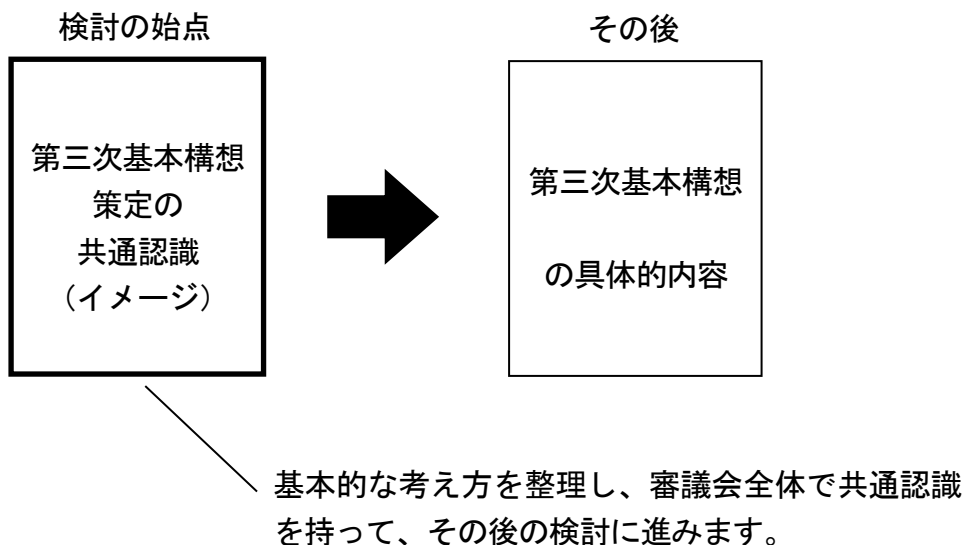 検討の始点
その後
第三次基本構想
策定の
共通認識
（イメージ）
第三次基本構想
の具体的内容
基本的な考え方を整理し、審議会全体で共通認識
を持って、その後の検討に進みます。